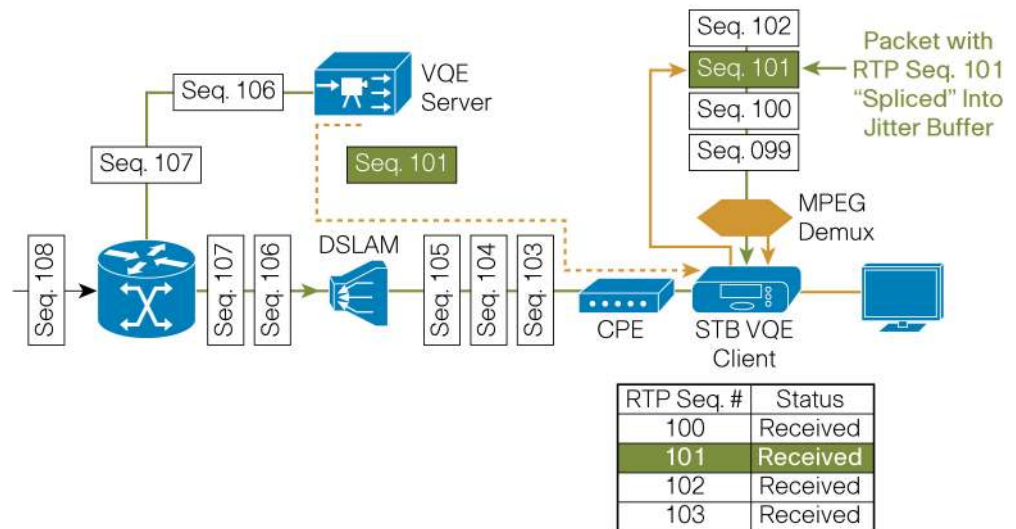 Seq. 102
Seq. 101
Seq. 100
Seq. 099
Packet with
RTP Seq. 101
“Spliced” Into
Jitter Buffer
Seq. 106
VQE
Server
Seq. 107
Seq. 101
MPEG
Demux
Seq. 108
Seq. 107
Seq. 106
DSLAM
Seq. 105
Seq. 104
Seq. 103
CPE
STB VQE
Client
RTP Seq. # Status
100 Received
101 Received
102 Received
103 Received